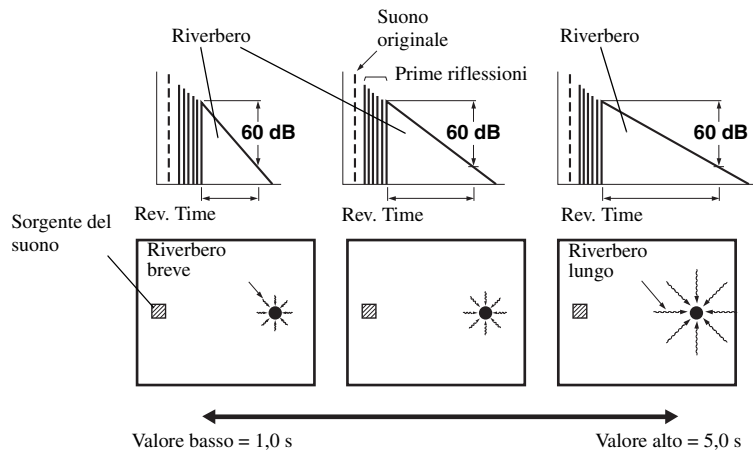 Suono
originale
Riverbero
Riverbero
Prime riflessioni
60 dB
60 dB
60 dB
Rev. Time
Rev. Time
Rev. Time
Sorgente del
suono
Riverbero
breve
Riverbero
lungo
Valore basso = 1,0 s
Valore alto = 5,0 s